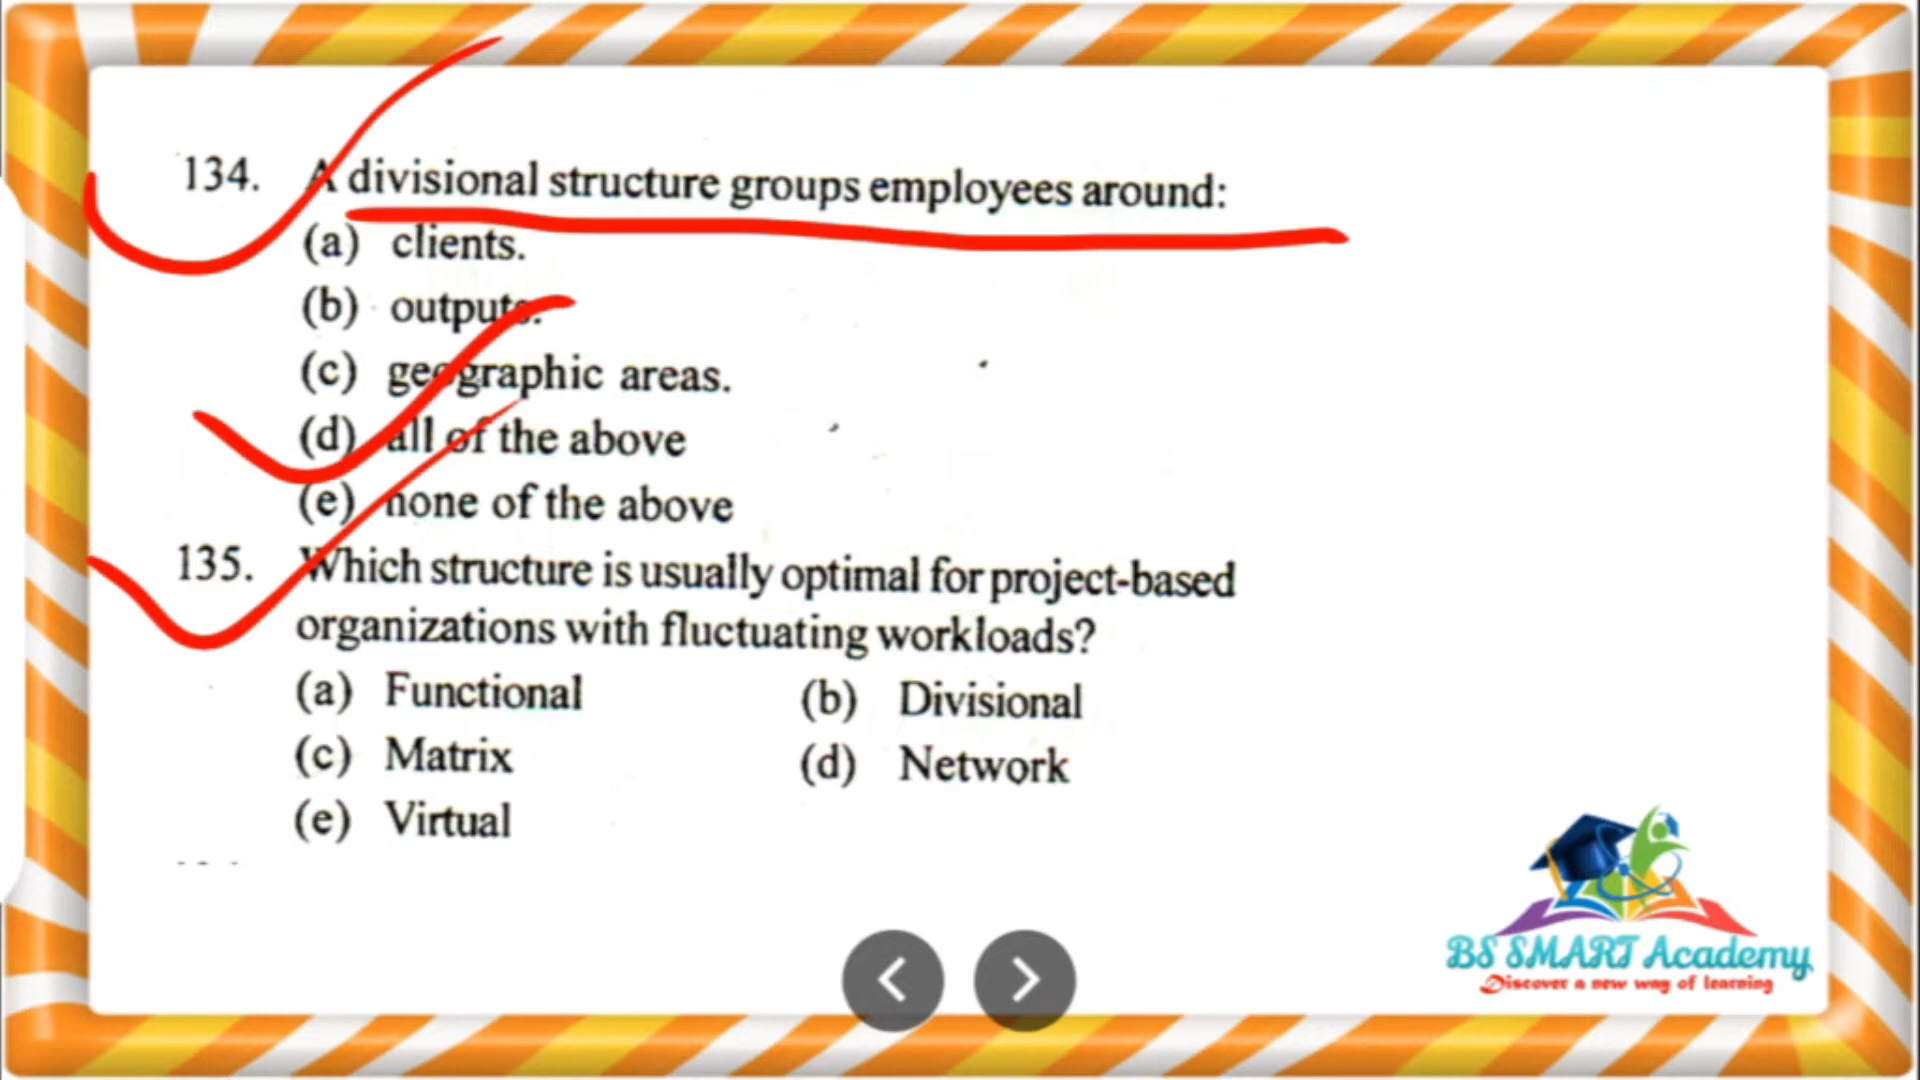 134. A divisional structure groups employees around:
(a) clients.
(b) outputs.
(c) geographic areas.
(d) all of the above
(e) none of the above
135. Which structure is usually optimal for project-based
organizations with fluctuating workloads?
(a) Functional (b) Divisional
(c) Matrix (d) Network
(e) Virtual
BS SMART Academy
Discover a new way of learning